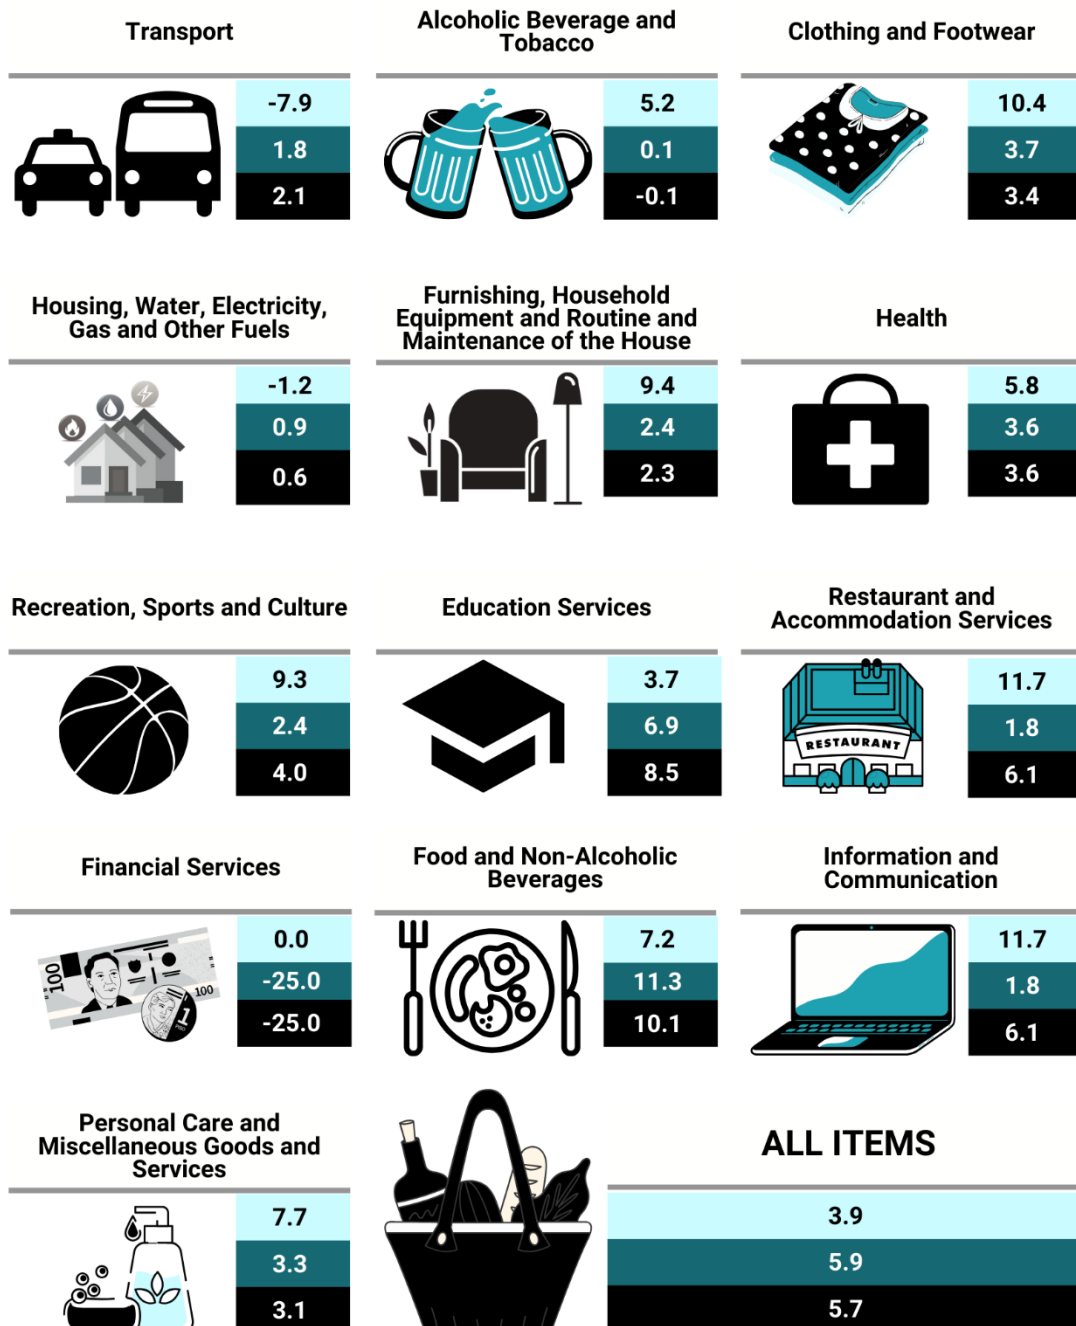 Transport
-7.9
1.8
2.1
Alcoholic Beverage and
Tobacco
5.2
0.1
-0.1
Clothing and Footwear
10.4
3.7
3.4
Housing, Water, Electricity,
Gas and Other Fuels
-1.2
0.9
0.6
Furnishing, Household
Equipment and Routine and
Maintenance of the House
9.4
2.4
2.3
Health
5.8
3.6
3.6
Recreation, Sports and Culture
9.3
2.4
4.0
Education Services
3.7
6.9
8.5
Restaurant and
Accommodation Services
RESTAURANT
11.7
1.8
6.1
Financial Services
100
100
1
0.0
-25.0
-25.0
Food and Non-Alcoholic
Beverages
7.2
11.3
10.1
Information and
Communication
11.7
1.8
6.1
Personal Care and
Miscellaneous Goods and
Services
7.7
3.3
3.1
ALL ITEMS
3.9
5.9
5.7